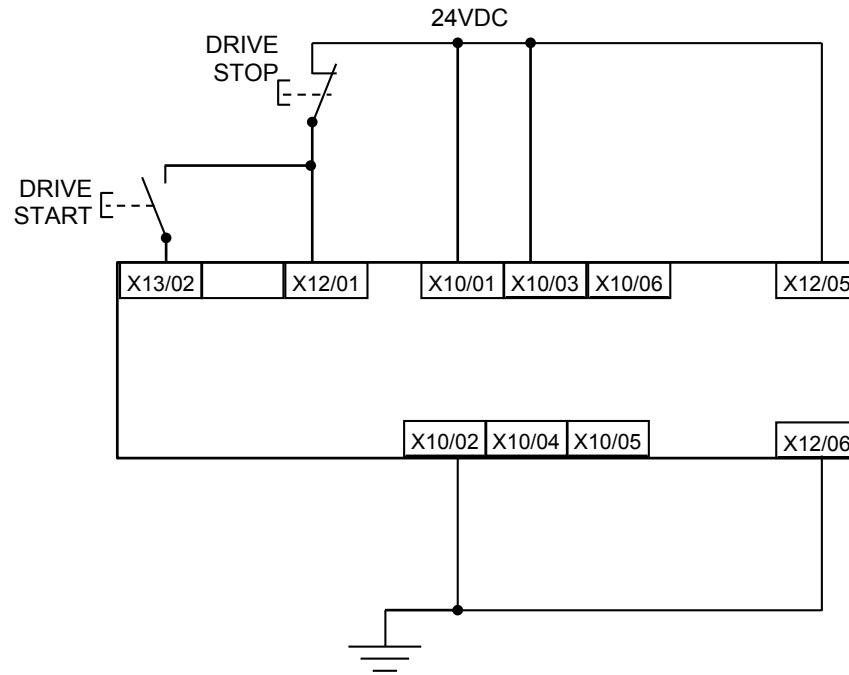 24VDC
DRIVE
STOP
DRIVE
START
X13/02
X12/01
X10/01
X10/03
X10/06
X12/05
X10/02
X10/04
X10/05
X12/06